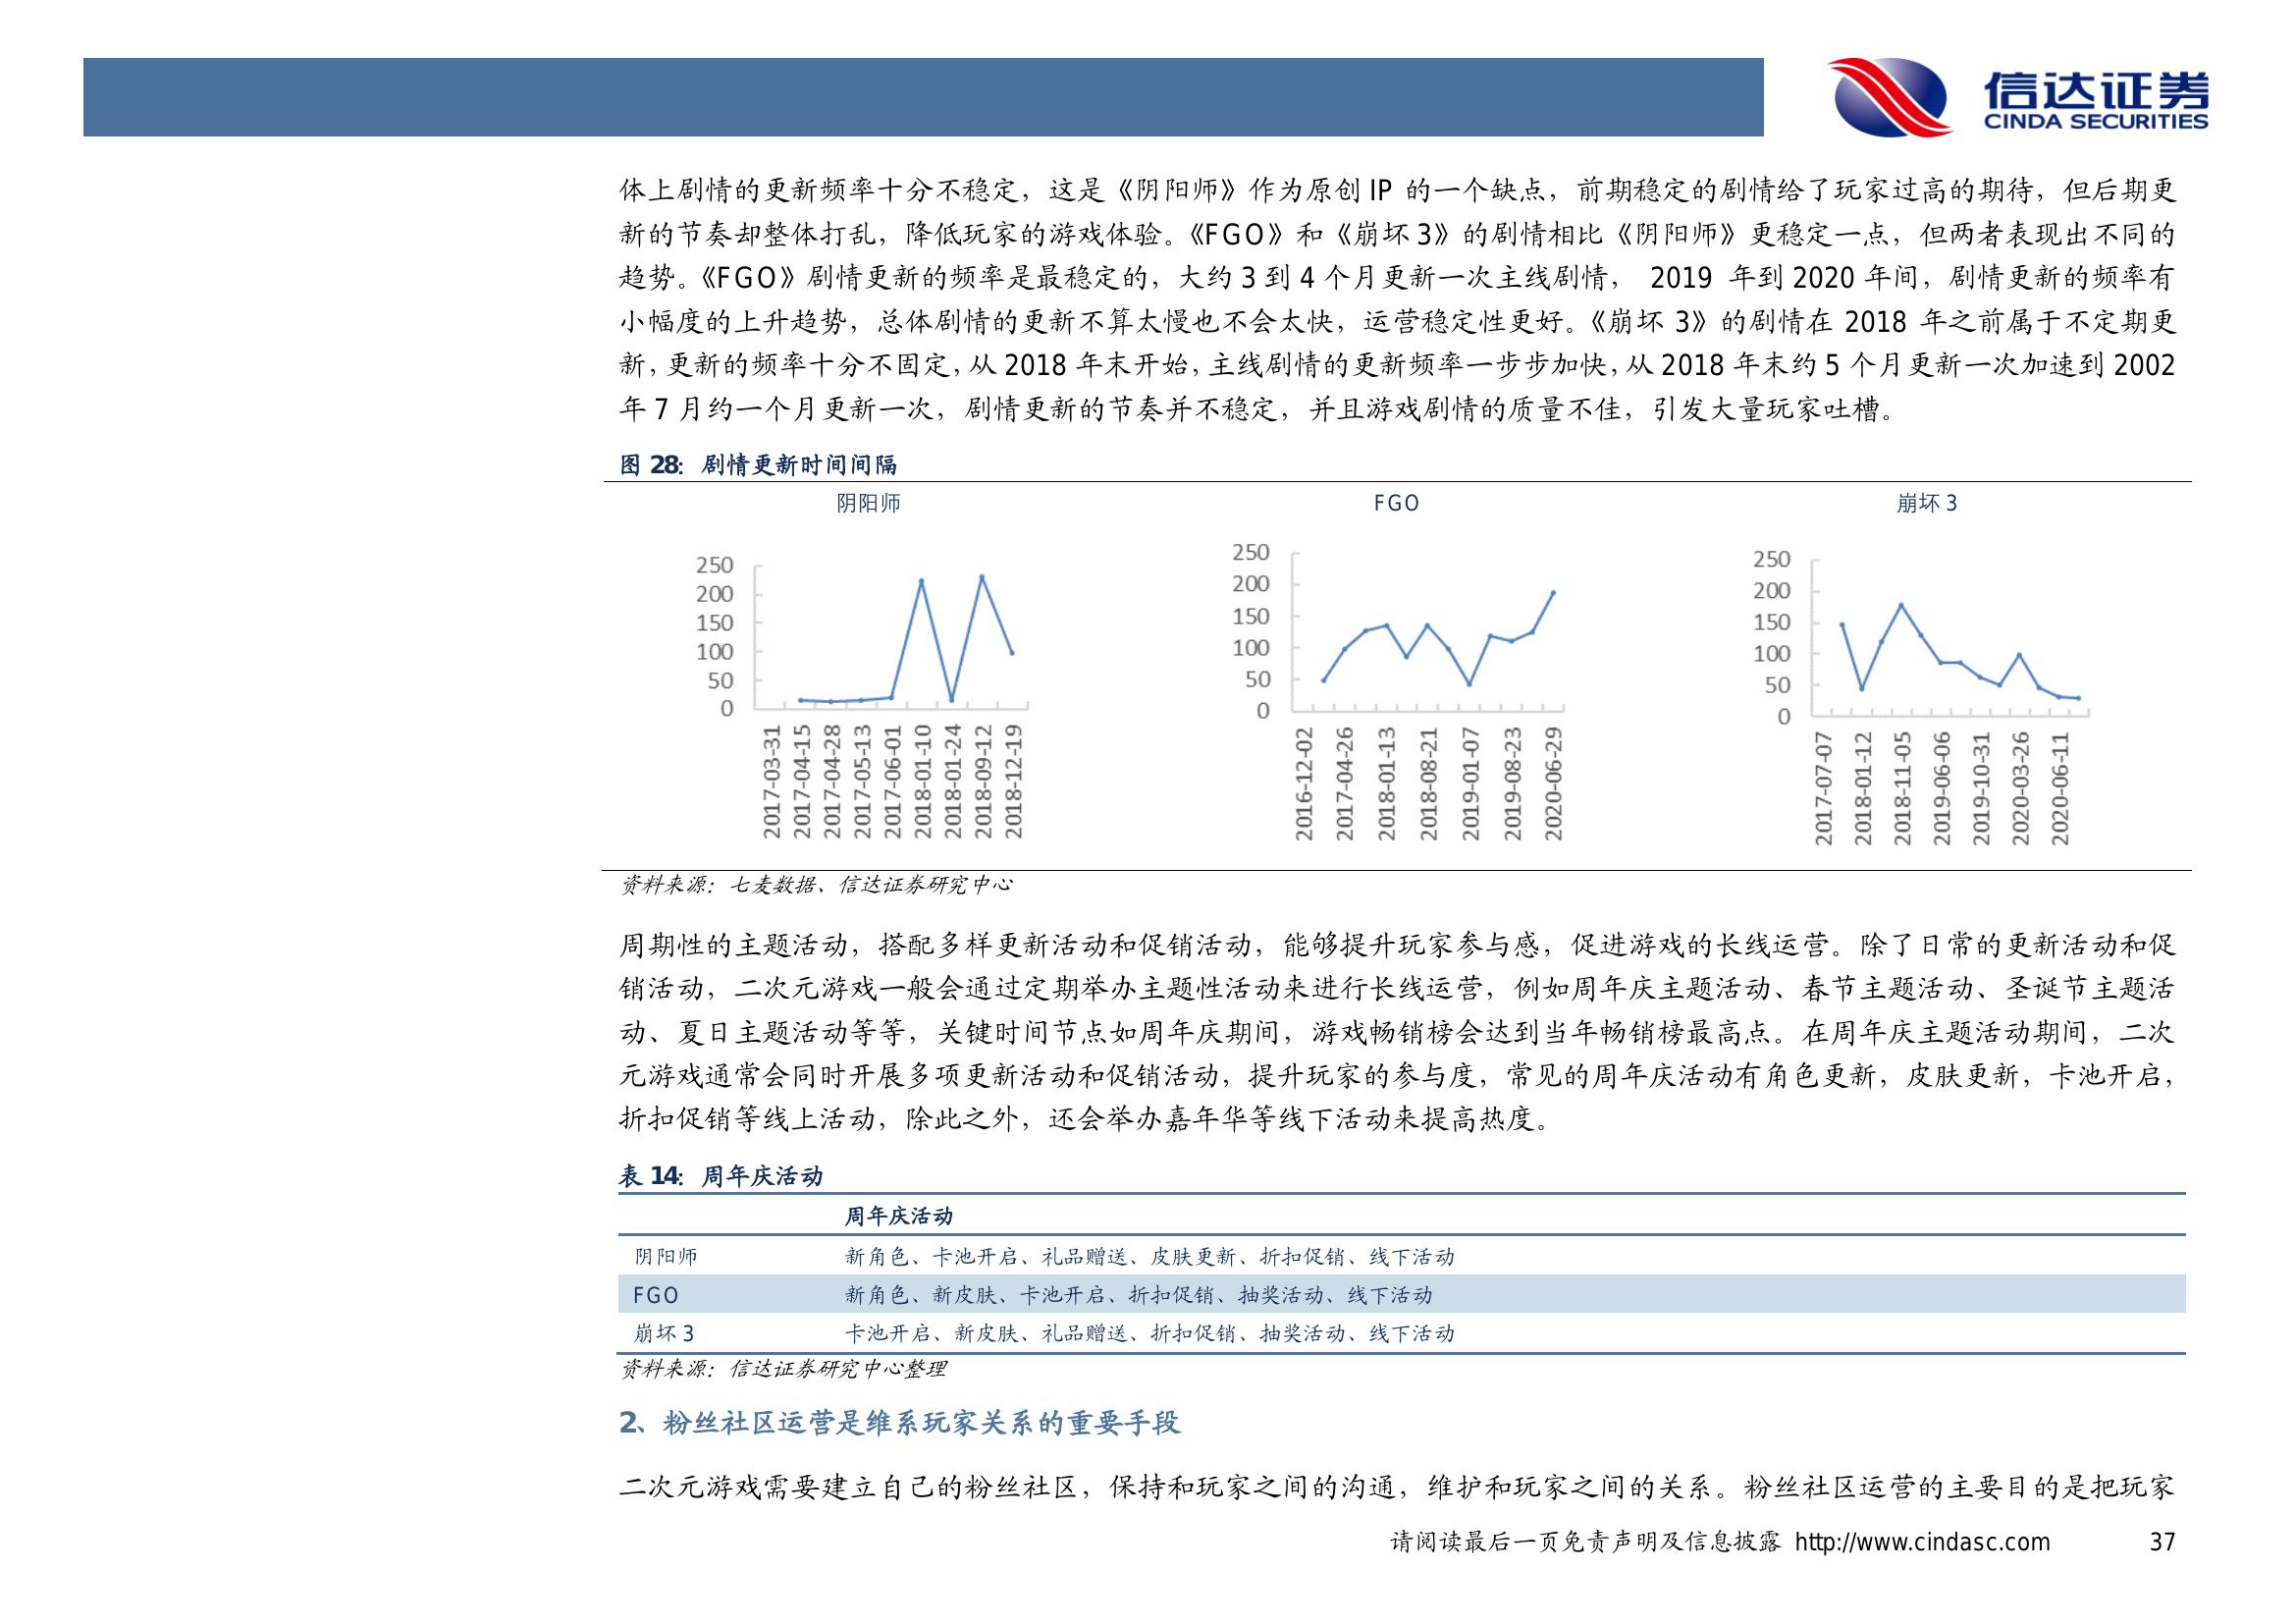 信达证券
CINDA SECURITIES
体上剧情的更新频率十分不稳定，这是《阴阳师》作为原创 IP 的一个缺点，前期稳定的剧情给了玩家过高的期待，但后期更
新的节奏却整体打乱，降低玩家的游戏体验。《FGO》和《崩坏 3》的剧情相比《阴阳师》更稳定一点，但两者表现出不同的
趋势。《FGO》剧情更新的频率是最稳定的，大约 3 到 4 个月更新一次主线剧情， 2019 年到 2020 年间，剧情更新的频率有
小幅度的上升趋势，总体剧情的更新不算太慢也不会太快，运营稳定性更好。《崩坏 3》的剧情在 2018 年之前属于不定期更
新，更新的频率十分不固定，从 2018 年末开始，主线剧情的更新频率一步步加快，从 2018 年末约 5 个月更新一次加速到 2002
年 7 月约一个月更新一次，剧情更新的节奏并不稳定，并且游戏剧情的质量不佳，引发大量玩家吐槽。
图 28：剧情更新时间间隔
阴阳师
250
200
150
100
50
0
2017-03-31
2017-04-15
2017-04-28
2017-05-13
2017-06-01
2018-01-10
2018-01-24
2018-09-12
2018-12-19
FGO
250
200
150
100
50
0
2016-12-02
2017-04-26
2018-01-13
2018-08-21
2019-01-07
2019-08-23
2020-06-29
崩坏 3
250
200
150
100
50
0
2017-07-07
2018-01-12
2018-11-05
2019-06-06
2019-10-31
2020-03-26
2020-06-11
资料来源：七麦数据、信达证券研究中心
周期性的主题活动，搭配多样更新活动和促销活动，能够提升玩家参与感，促进游戏的长线运营。除了日常的更新活动和促
销活动，二次元游戏一般会通过定期举办主题性活动来进行长线运营，例如周年庆主题活动、春节主题活动、圣诞节主题活
动、夏日主题活动等等，关键时间节点如周年庆期间，游戏畅销榜会达到当年畅销榜最高点。在周年庆主题活动期间，二次
元游戏通常会同时开展多项更新活动和促销活动，提升玩家的参与度，常见的周年庆活动有角色更新，皮肤更新，卡池开启，
折扣促销等线上活动，除此之外，还会举办嘉年华等线下活动来提高热度。
表 14：周年庆活动
周年庆活动
阴阳师 新角色、卡池开启、礼品赠送、皮肤更新、折扣促销、线下活动
FGO 新角色、新皮肤、卡池开启、折扣促销、抽奖活动、线下活动
崩坏 3 卡池开启、新皮肤、礼品赠送、折扣促销、抽奖活动、线下活动
资料来源：信达证券研究中心整理
2、粉丝社区运营是维系玩家关系的重要手段
二次元游戏需要建立自己的粉丝社区，保持和玩家之间的沟通，维护和玩家之间的关系。粉丝社区运营的主要目的是把玩家
请阅读最后一页免责声明及信息披露 http://www.cindasc.com 37